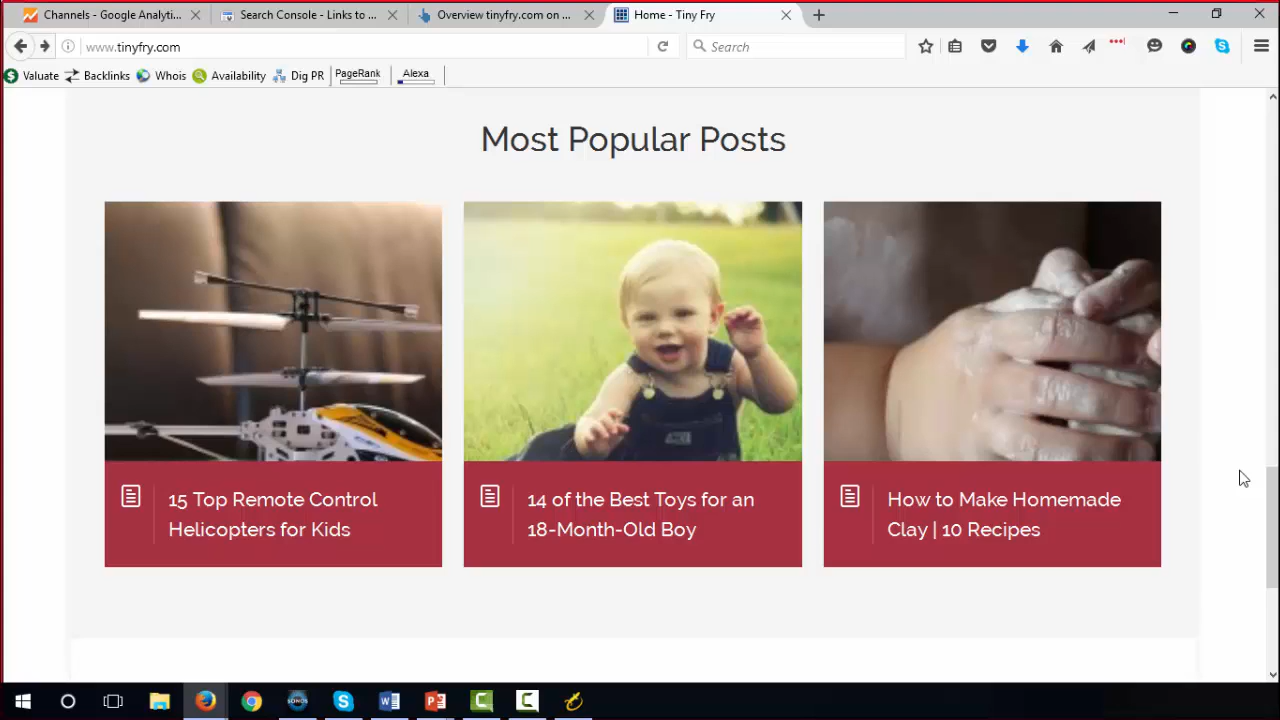 Channels - Google Analyti...
Search Console - Links to ...
Overview tinyfry.com on ...
Home - Tiny Fry
www.tinyfry.com
Search
Valuate
Backlinks
Whois
Availability
Dig PR
PageRank
Alexa
Most Popular Posts
15 Top Remote Control
Helicopters for Kids
14 of the Best Toys for an
18-Month-Old Boy
How to Make Homemade
Clay | 10 Recipes
SONOS